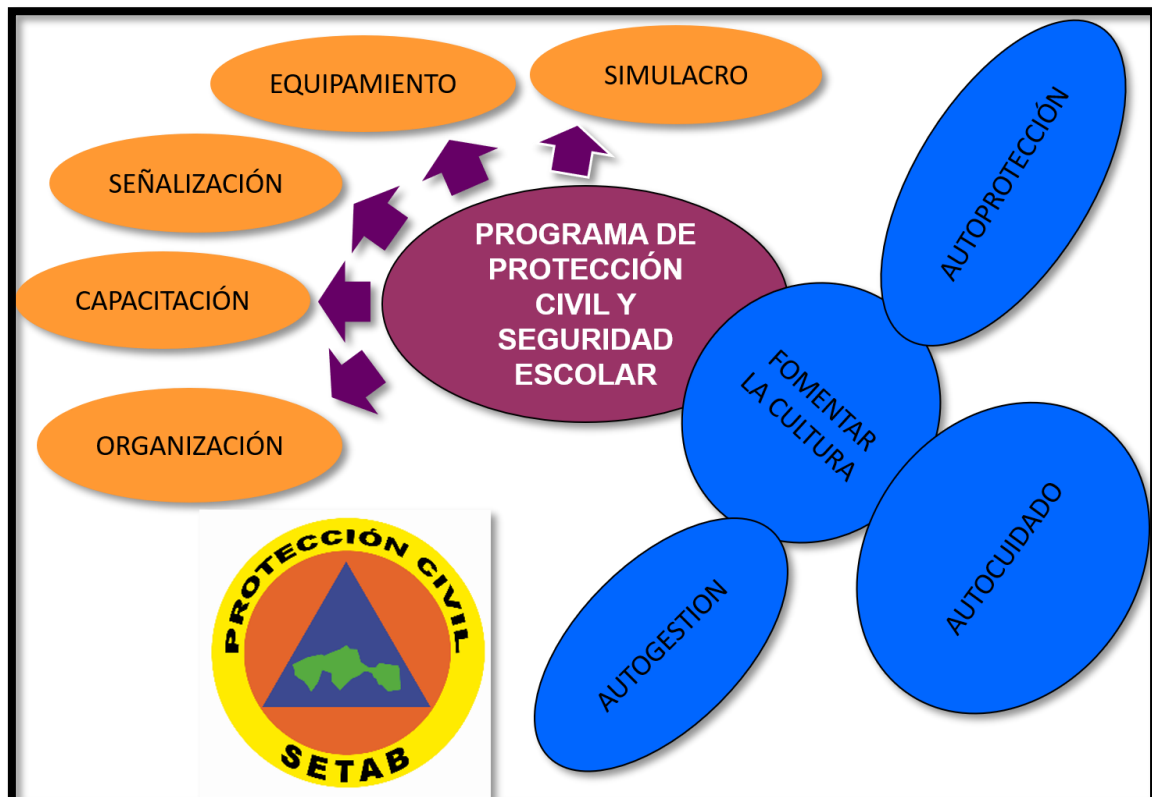 EQUIPAMIENTO
SIMULACRO
SEÑALIZACIÓN
CAPACITACIÓN
ORGANIZACIÓN
PROGRAMA DE
PROTECCIÓN
CIVIL Y
SEGURIDAD
ESCOLAR
AUTOPROTECCIÓN
FOMENTAR
LA CULTURA
AUTOCUIDADO
AUTOGESTION
PROTECCIÓN CIVIL
SETAB